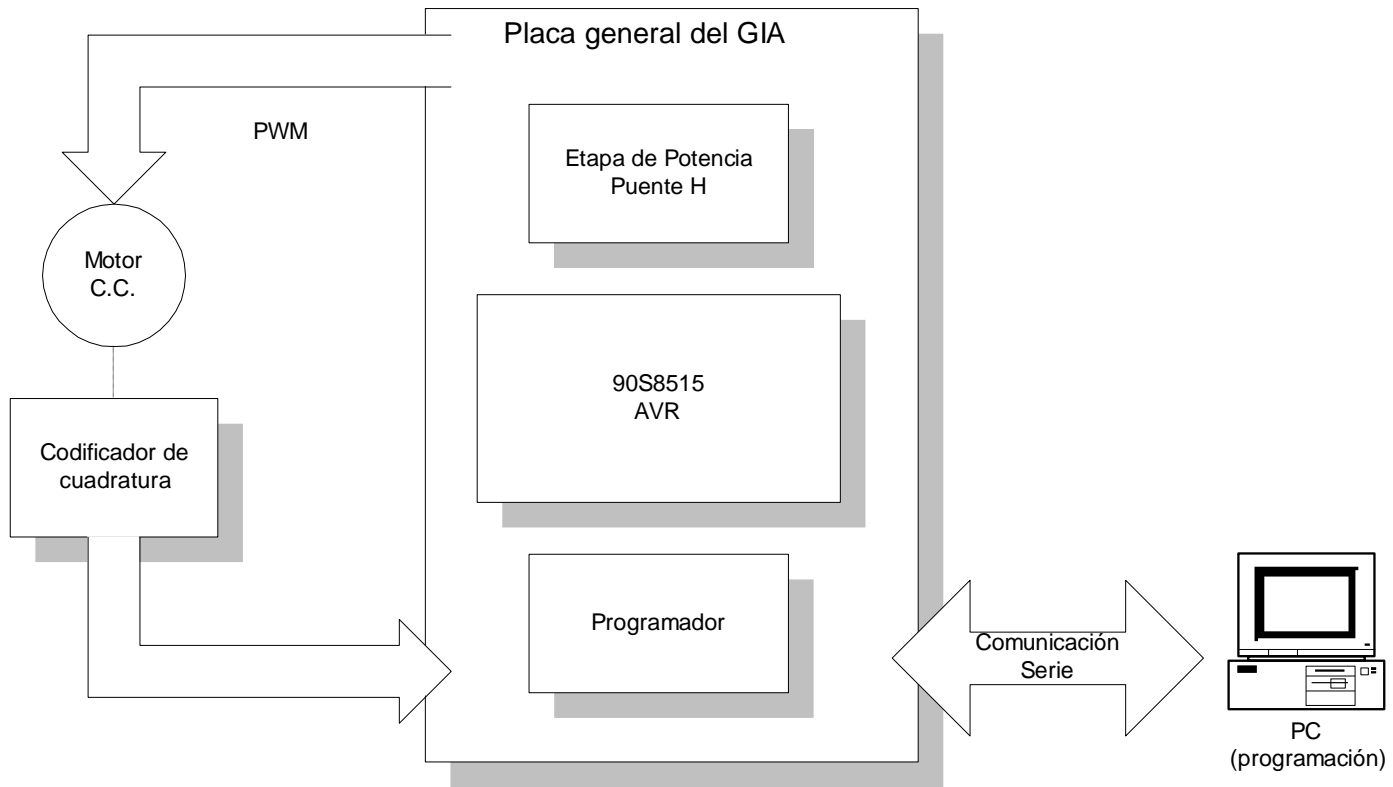 Placa general del GIA
PWM
Etapa de Potencia
Puente H
Motor
C.C.
90S8515
AVR
Codificador de
cuadratura
Programador
Comunicación
Serie
PC
(programación)